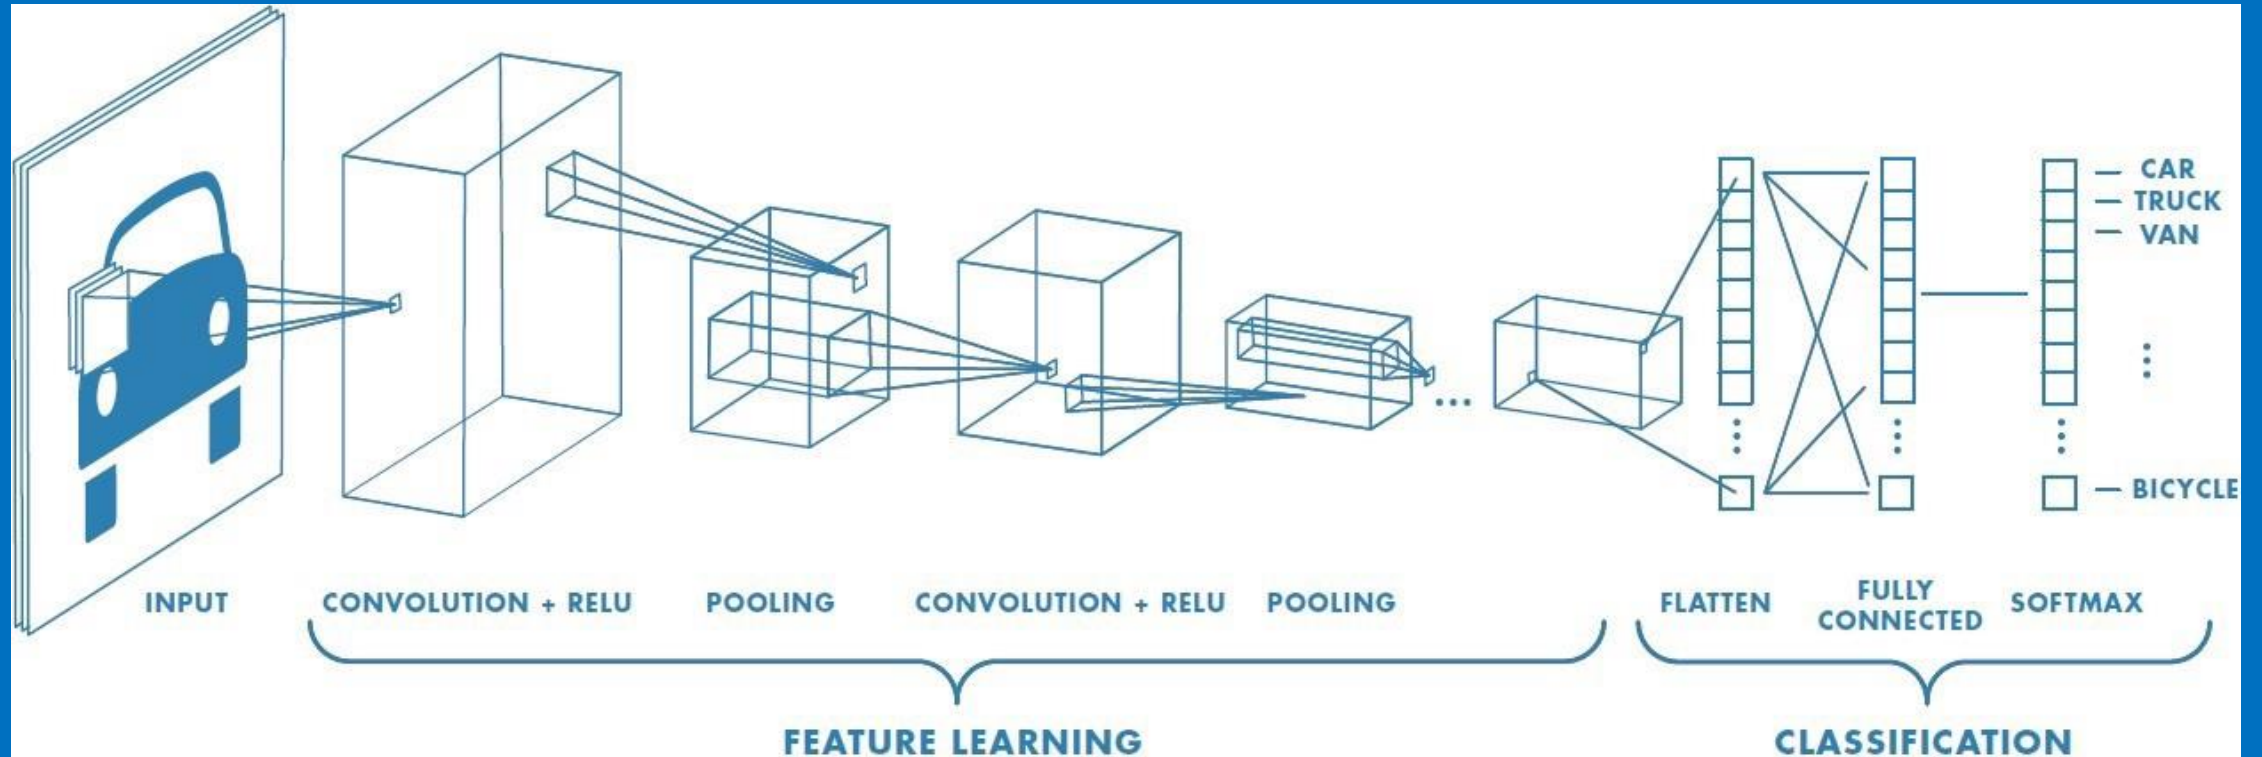 CAR
TRUCK
VAN
BICYCLE
INPUT
CONVOLUTION + RELU
POOLING
CONVOLUTION + RELU
POOLING
FLATTEN
FULLY
CONNECTED
SOFTMAX
FEATURE LEARNING
CLASSIFICATION